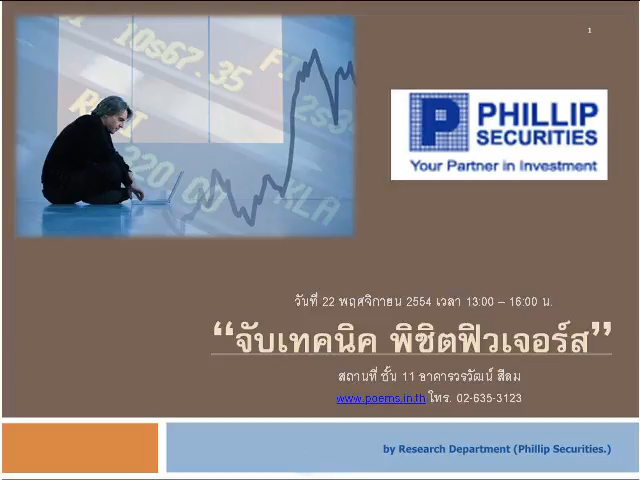 1
10s67.35
FI
PHILLIP
SECURITIES
Your Partner in Investment
KLA
วันที่ 22 พฤศจิกายน 2554 เวลา 13:00 – 16:00 น.
“จับเทคนิค พิชิตฟิวเจอร์ส”
สถานที่ ชั้น 11 อาคารวรวัฒน์ สีลม
www.poems.in.th โทร. 02-635-3123
by Research Department (Phillip Securities.)